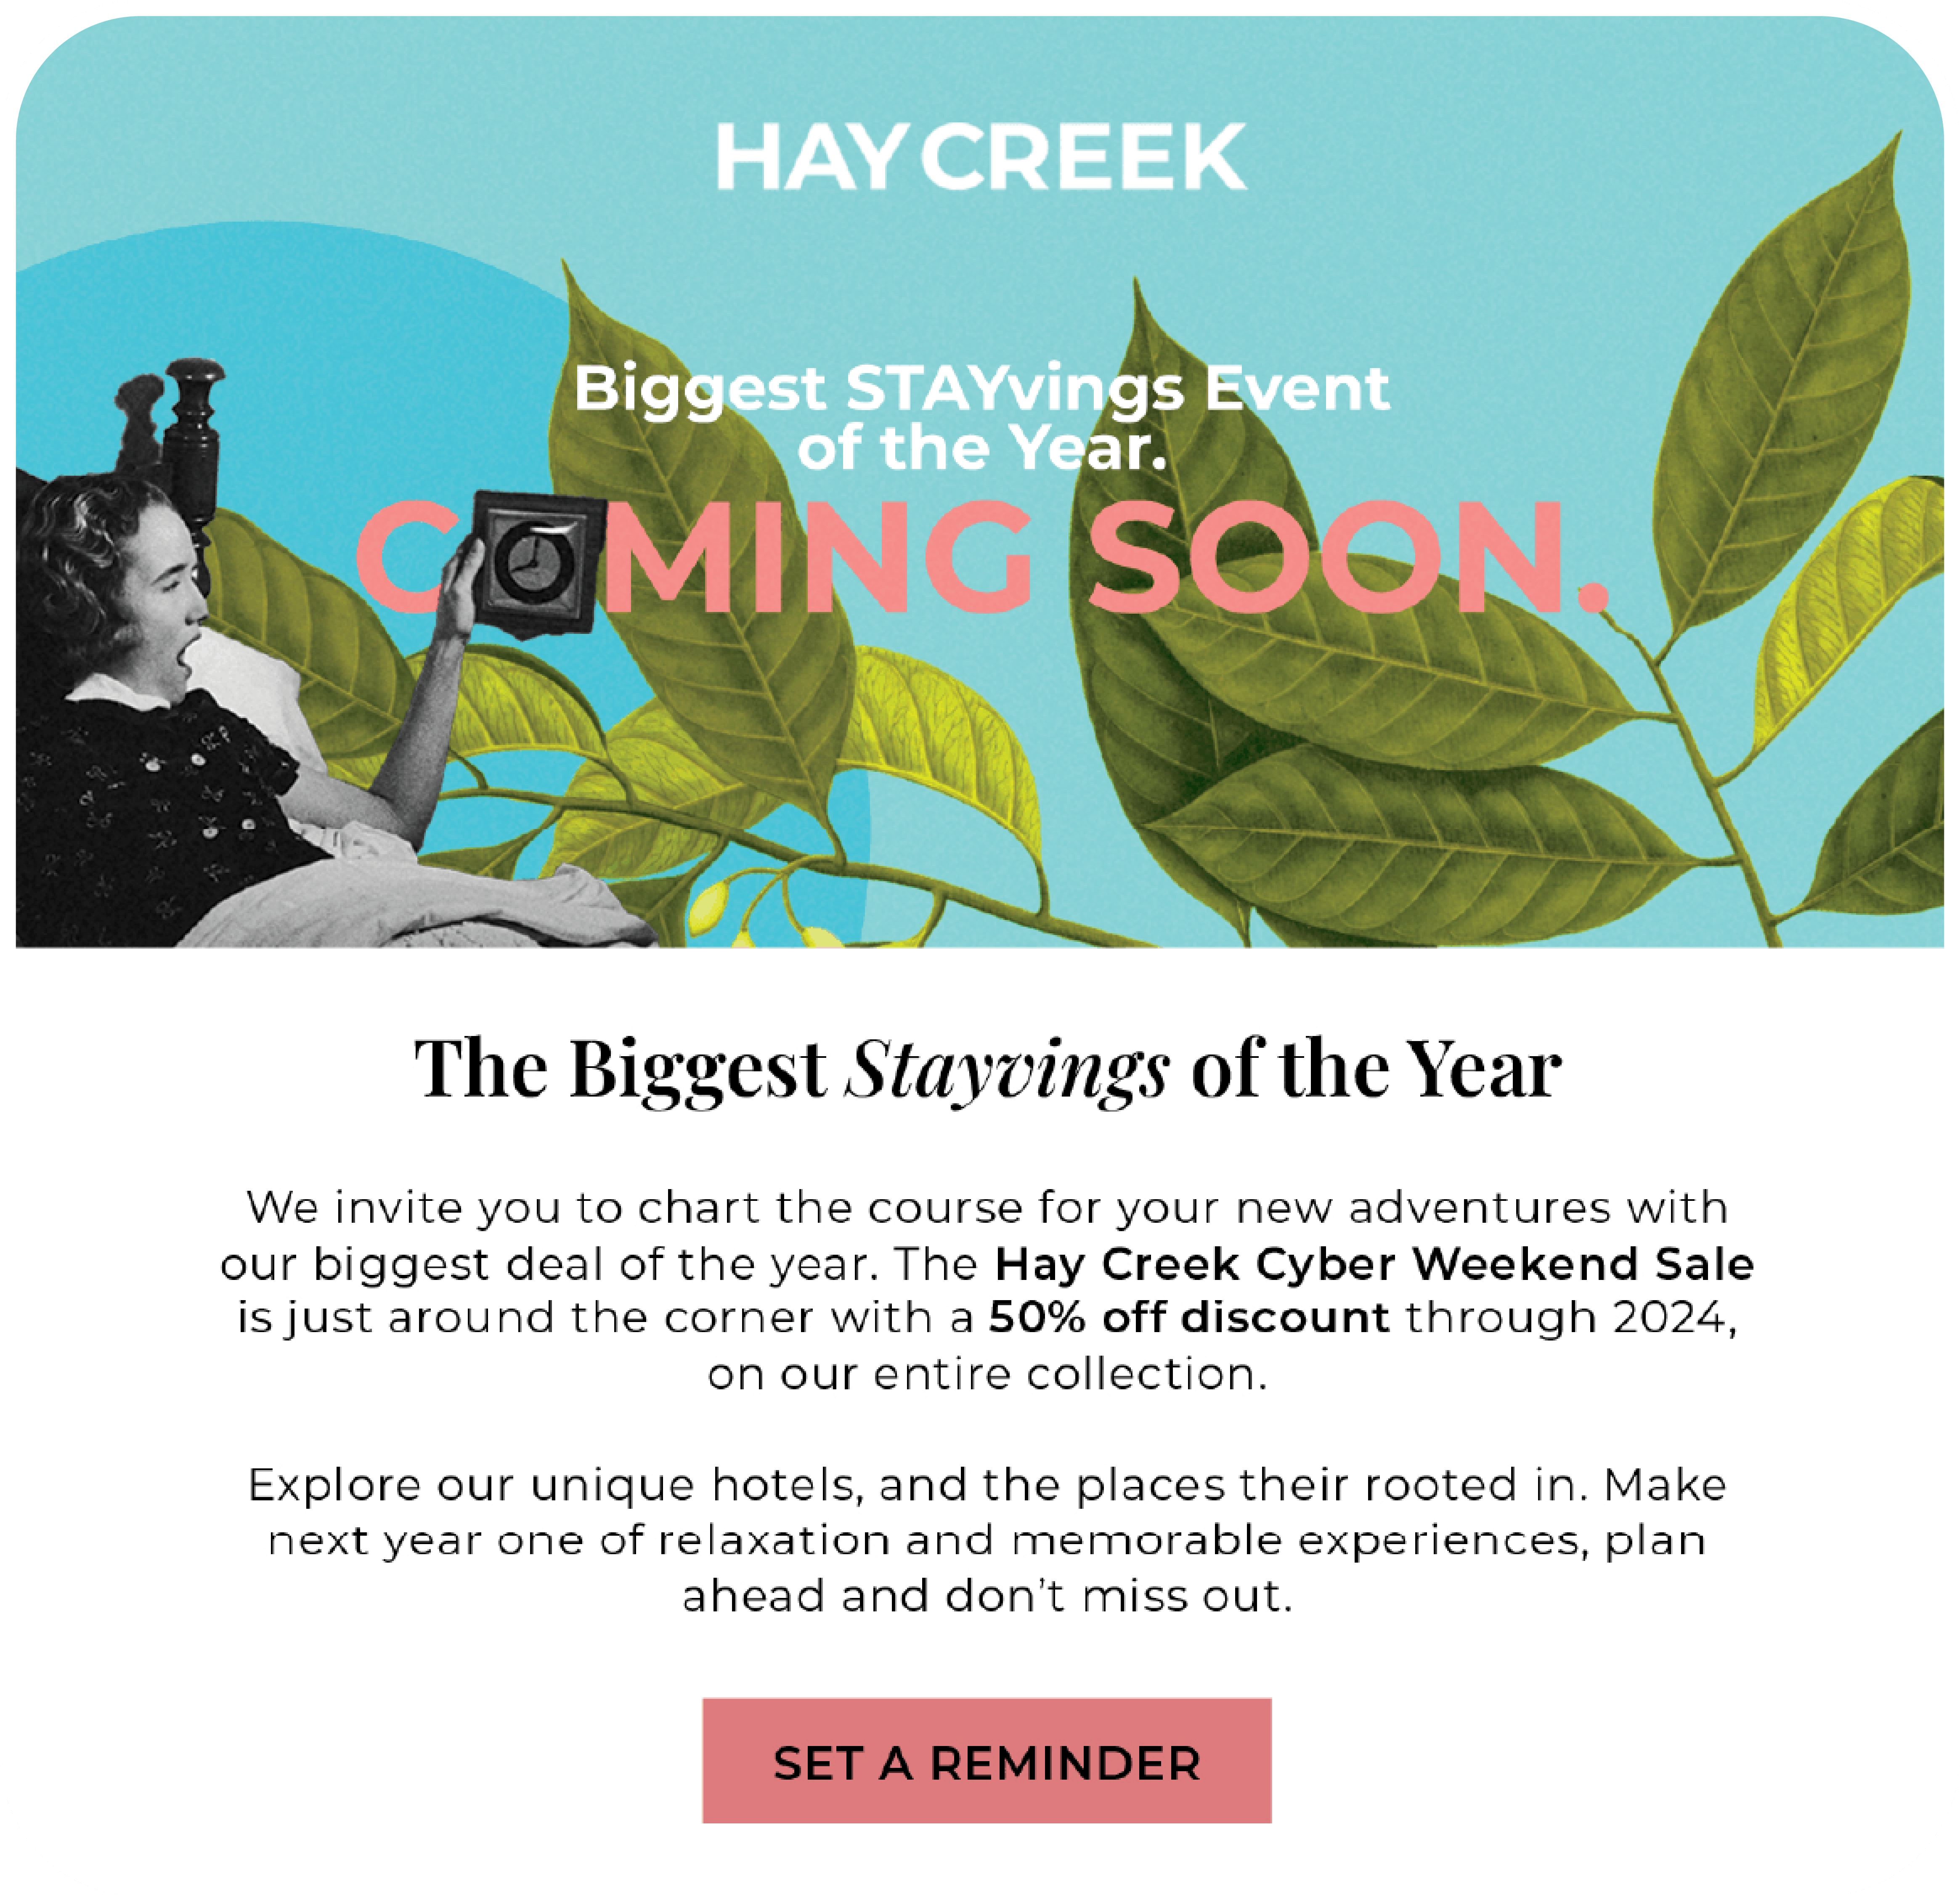 HAY CREEK
Biggest STAYvings Event
of the Year.
COMING SOON.
The Biggest Stayvings of the Year
We invite you to chart the course for your new adventures with
our biggest deal of the year. The Hay Creek Cyber Weekend Sale
is just around the corner with a 50% off discount through 2024,
on our entire collection.
Explore our unique hotels, and the places their rooted in. Make
next year one of relaxation and memorable experiences, plan
ahead and don’t miss out.
SET A REMINDER